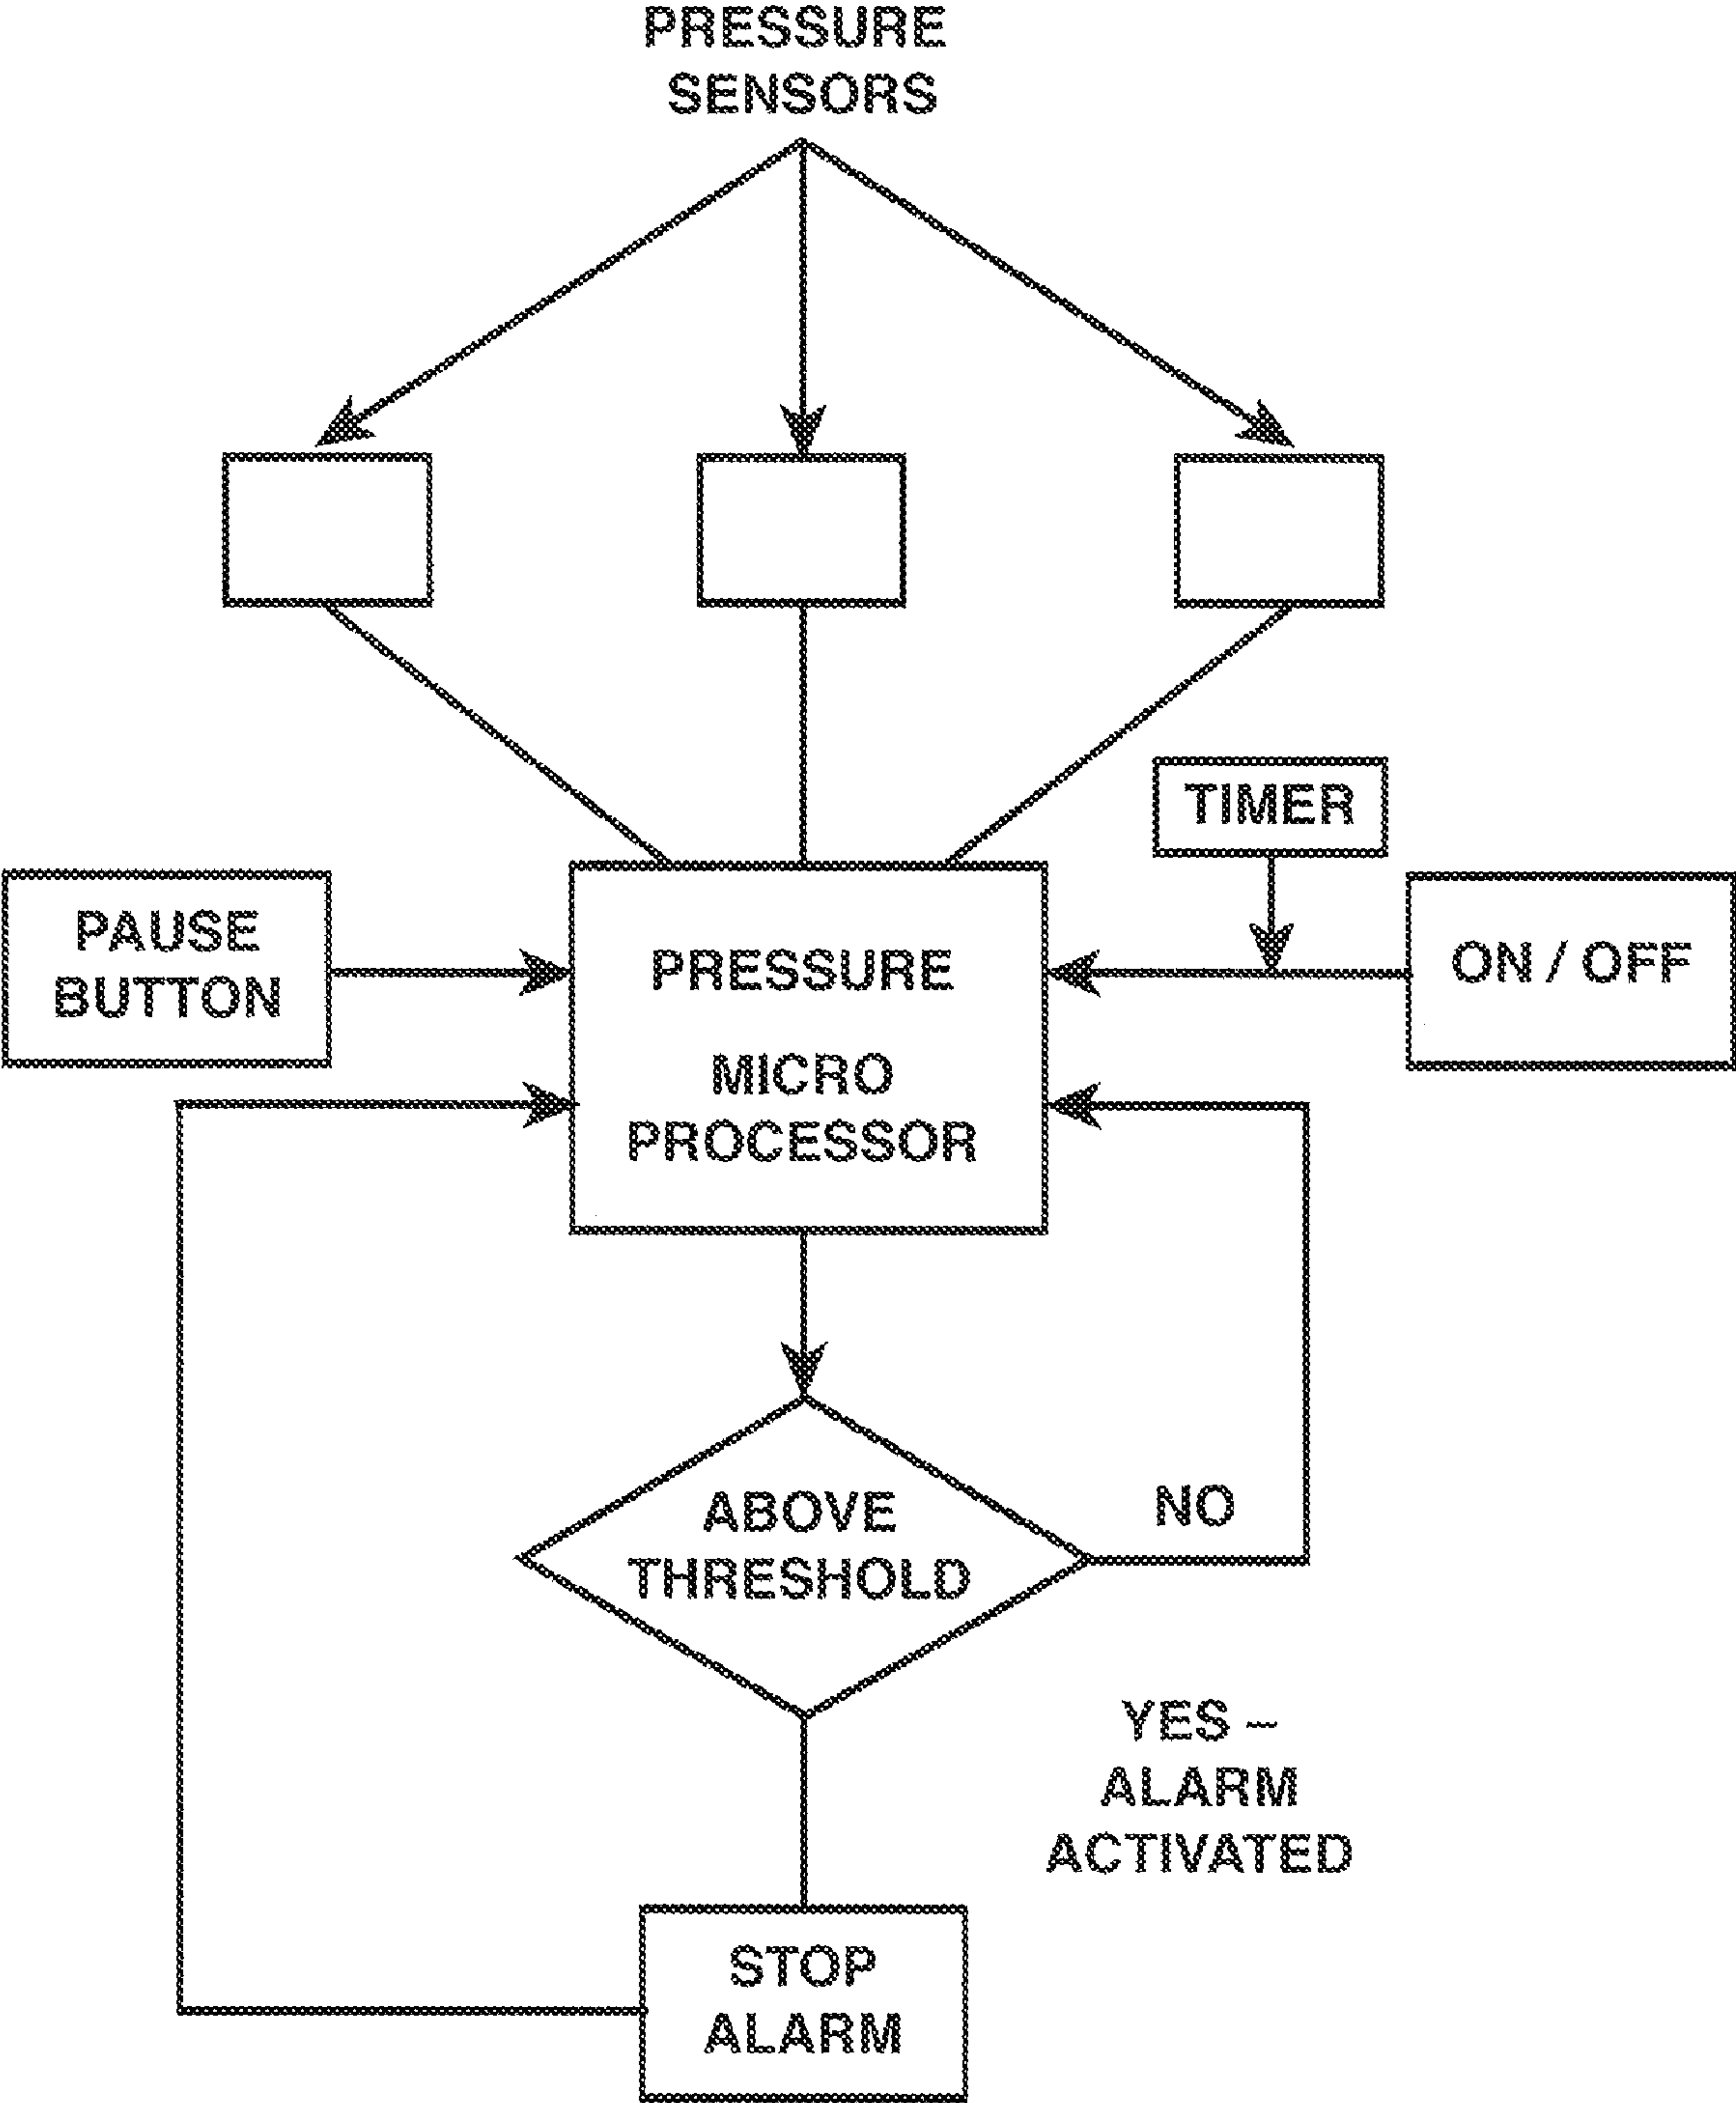 PRESSURE
SENSORS
TIMER
PAUSE
BUTTON
PRESSURE
MICRO
PROCESSOR
ON / OFF
ABOVE
THRESHOLD
NO
YES –
ALARM
ACTIVATED
STOP
ALARM